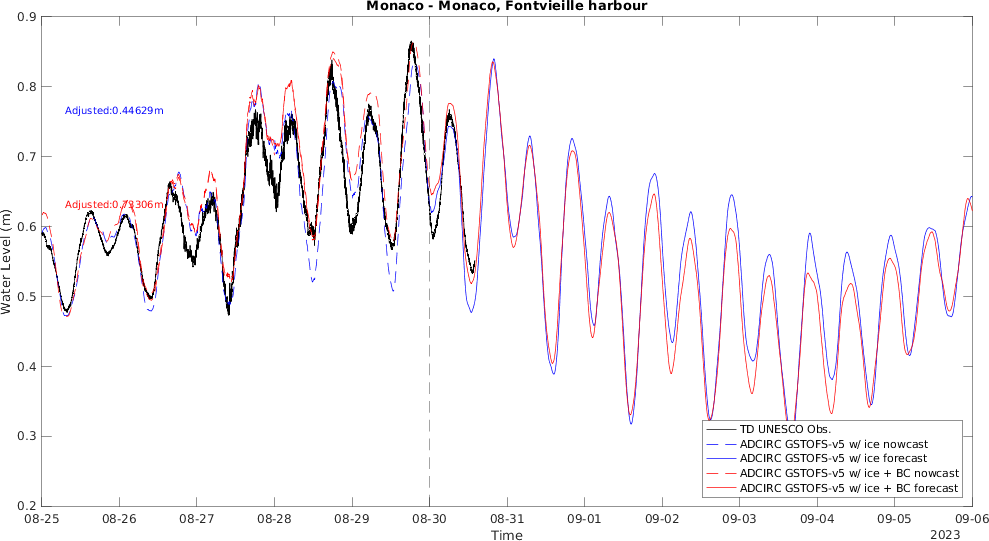 Monaco - Monaco, Fontvieille harbour
0.9
0.8
0.7
0.6
0.5
0.4
0.3
0.2
Water Level (m)
Adjusted:0.44629m
Adjusted:0.73306m
TD UNESCO Obs.
ADCIRC GSTOFS-v5 w/ ice nowcast
ADCIRC GSTOFS-v5 w/ ice forecast
ADCIRC GSTOFS-v5 w/ ice + BC nowcast
ADCIRC GSTOFS-v5 w/ ice + BC forecast
08-25 08-26 08-27 08-28 08-29 08-30 08-31 09-01 09-02 09-03 09-04 09-05 09-06
Time
2023